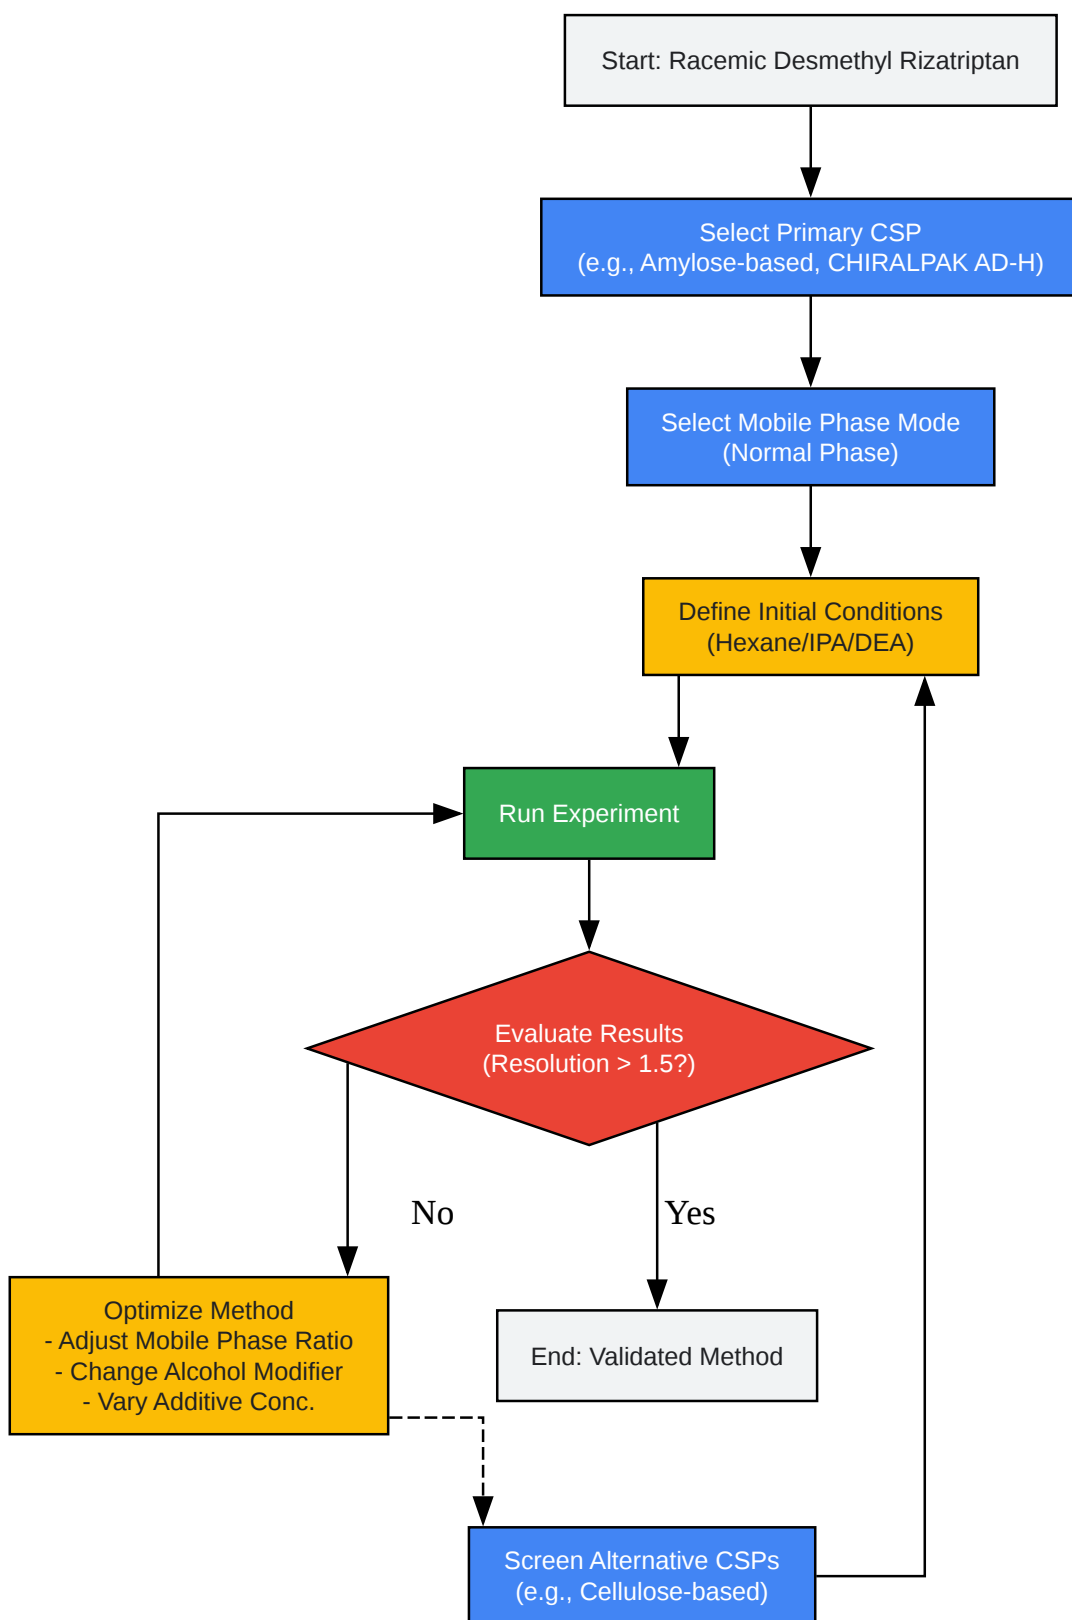 Start: Racemic Desmethyl Rizatriptan
Select Primary CSP
(e.g., Amylose-based, CHIRALPAK AD-H)
Select Mobile Phase Mode
(Normal Phase)
Define Initial Conditions
(Hexane/IPA/DEA)
Run Experiment
Evaluate Results
(Resolution > 1.5?)
No
Yes
Optimize Method
- Adjust Mobile Phase Ratio
- Change Alcohol Modifier
- Vary Additive Conc.
End: Validated Method
Screen Alternative CSPs
(e.g., Cellulose-based)